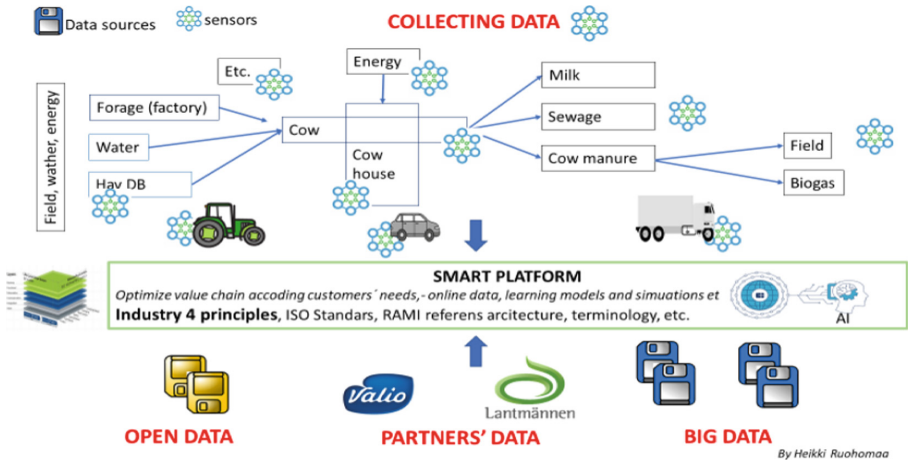 Data sources
sensors
COLLECTING DATA
Etc.
Energy
Milk
Forage (factory)
Cow
Sewage
Water
Cow house
Cow manure
Field
Hay DB
Biogas
Field, wather, energy
SMART PLATFORM
Optimize value chain accoding customers´ needs,- online data, learning models and simuations et
Industry 4 principles, ISO Standars, RAMI referens arcitecture, terminology, etc.
AI
Valio
Lantmännen
OPEN DATA
PARTNERS’ DATA
BIG DATA
By Heikki Ruohomaa